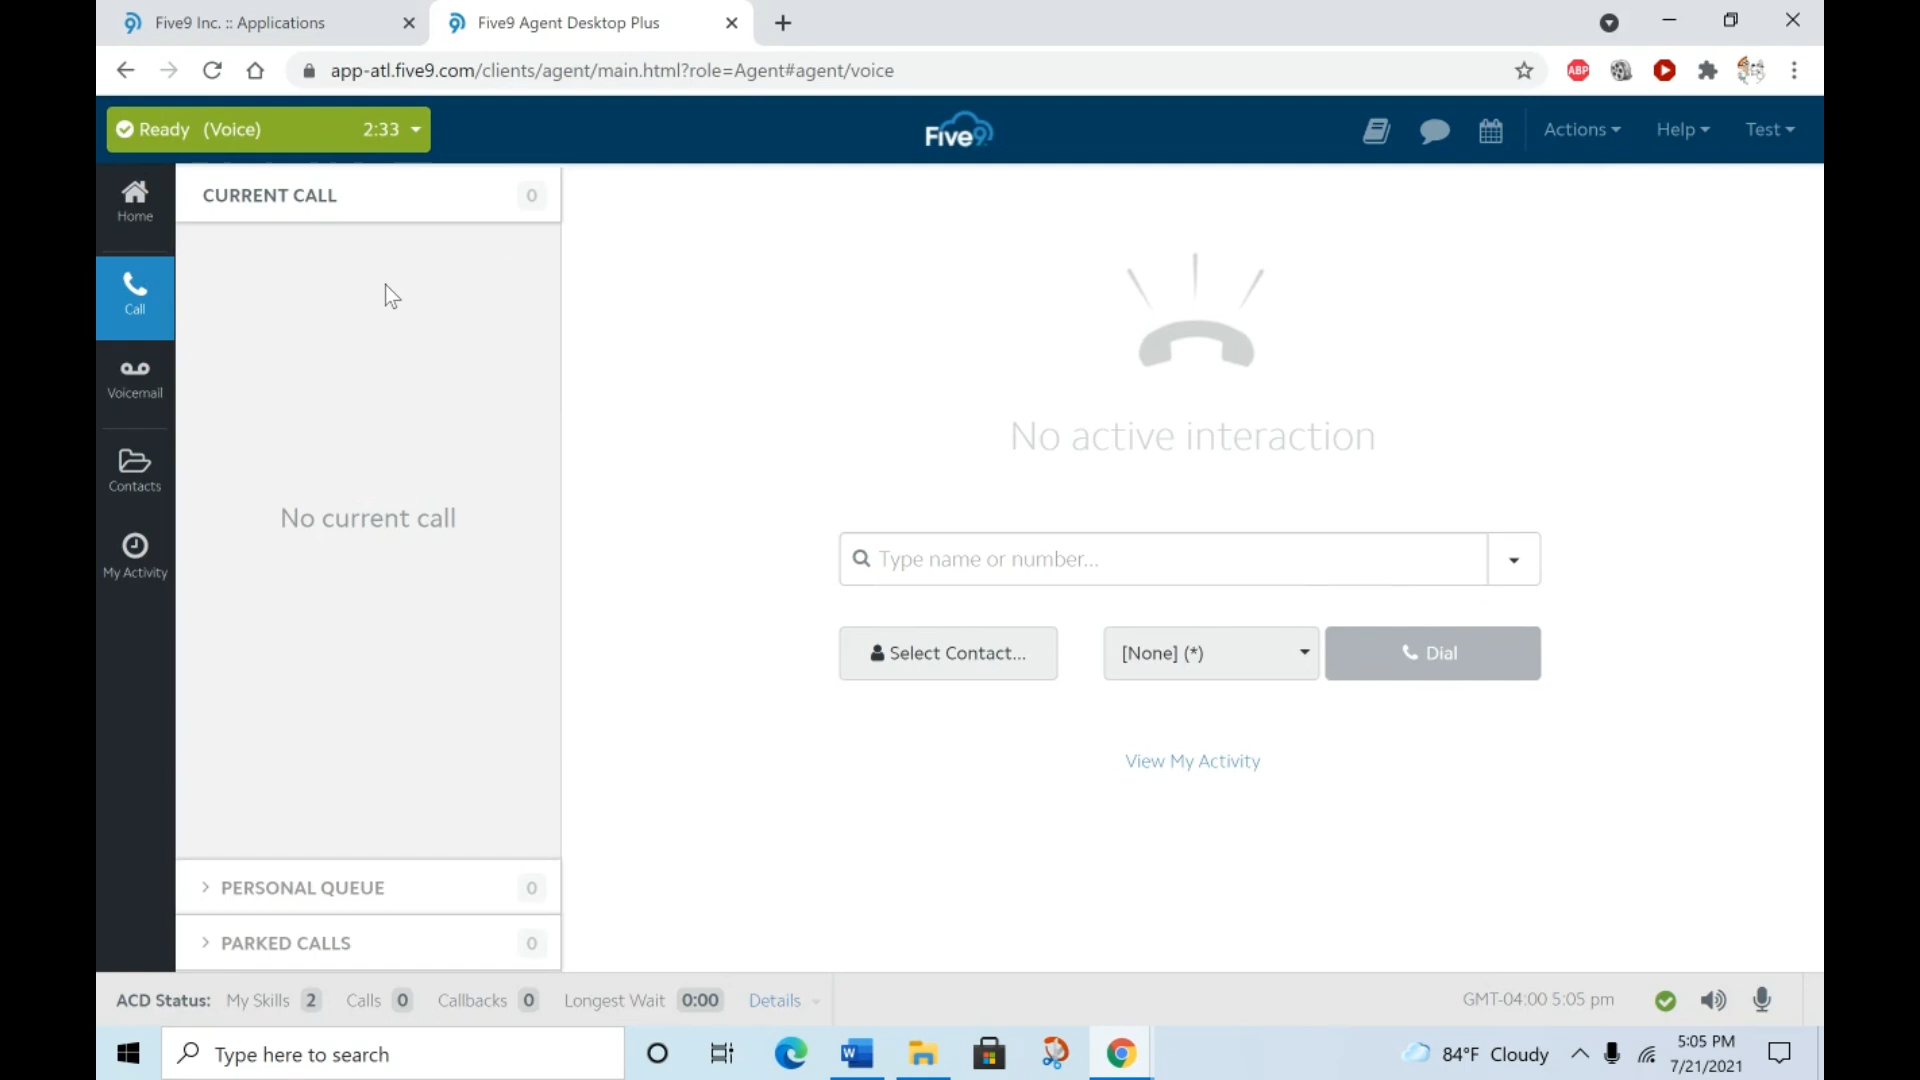 Five9 Inc. :: Applications
Five9 Agent Desktop Plus
app-atl.five9.com/clients/agent/main.html?role=Agent#agent/voice
ABP
Ready (Voice) 2:33
Five9
Actions
Help
Test
Home
Call
Voicemail
Contacts
My Activity
CURRENT CALL 0
No current call
PERSONAL QUEUE 0
PARKED CALLS 0
No active interaction
Type name or number...
Select Contact...
[None] (*)
Dial
View My Activity
ACD Status: My Skills 2 Calls 0 Callbacks 0 Longest Wait 0:00 Details
GMT-04:00 5:05 pm
Type here to search
84°F Cloudy
5:05 PM
7/21/2021